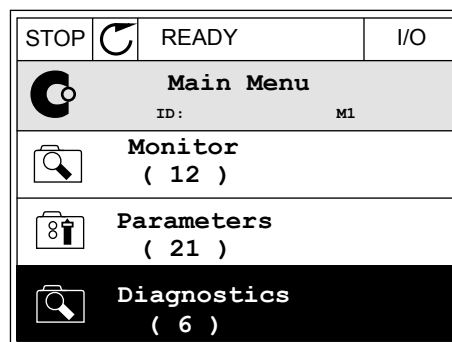 STOP READY I/O
Main Menu
ID: M1
Monitor
( 12 )
Parameters
( 21 )
Diagnostics
( 6 )